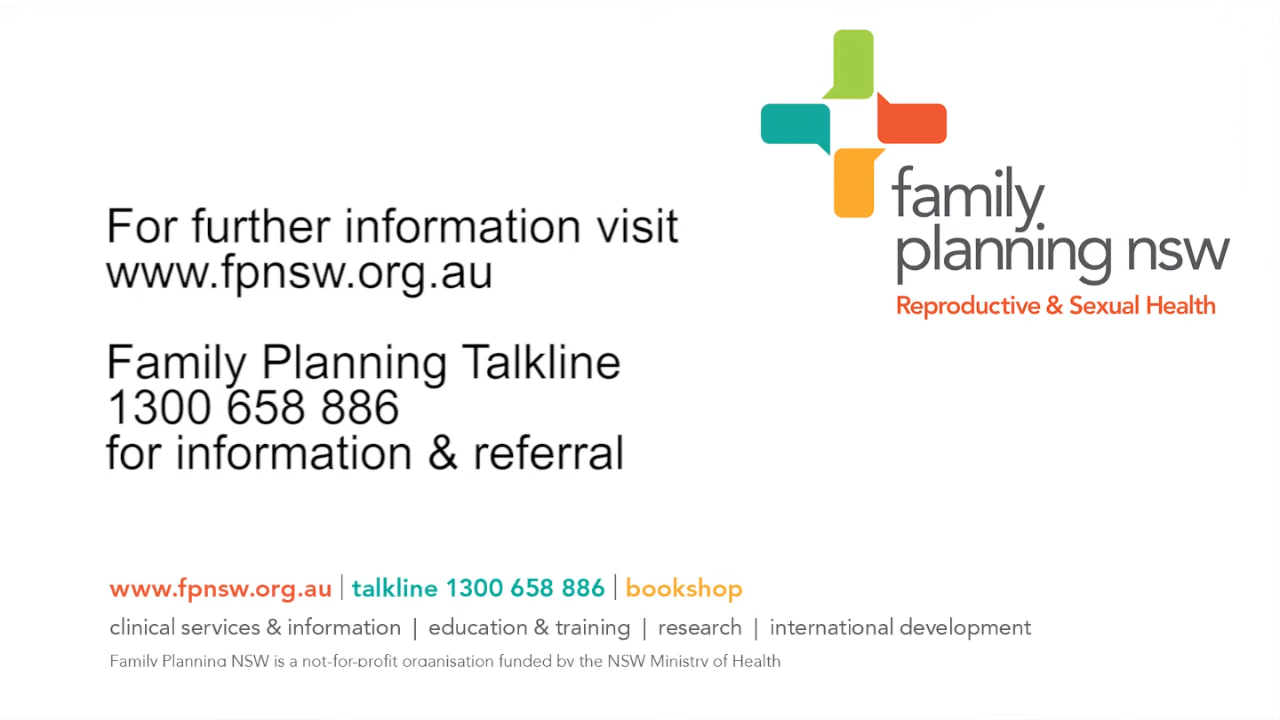 For further information visit
www.fpnsw.org.au
Family Planning Talkline
1300 658 886
for information & referral
family
planning nsw
Reproductive & Sexual Health
www.fpnsw.org.au | talkline 1300 658 886 | bookshop
clinical services & information | education & training | research | international development
Family Planning NSW is a not-for-profit organisation funded by the NSW Ministry of Health